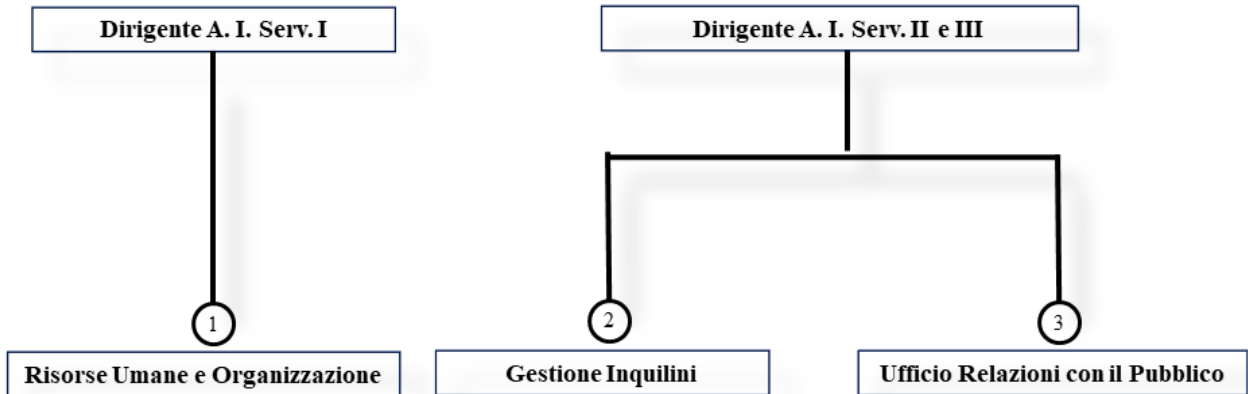 Dirigente A. I. Serv. I
Dirigente A. I. Serv. II e III
1
2
3
Risorse Umane e Organizzazione
Gestione Inquilini
Ufficio Relazioni con il Pubblico